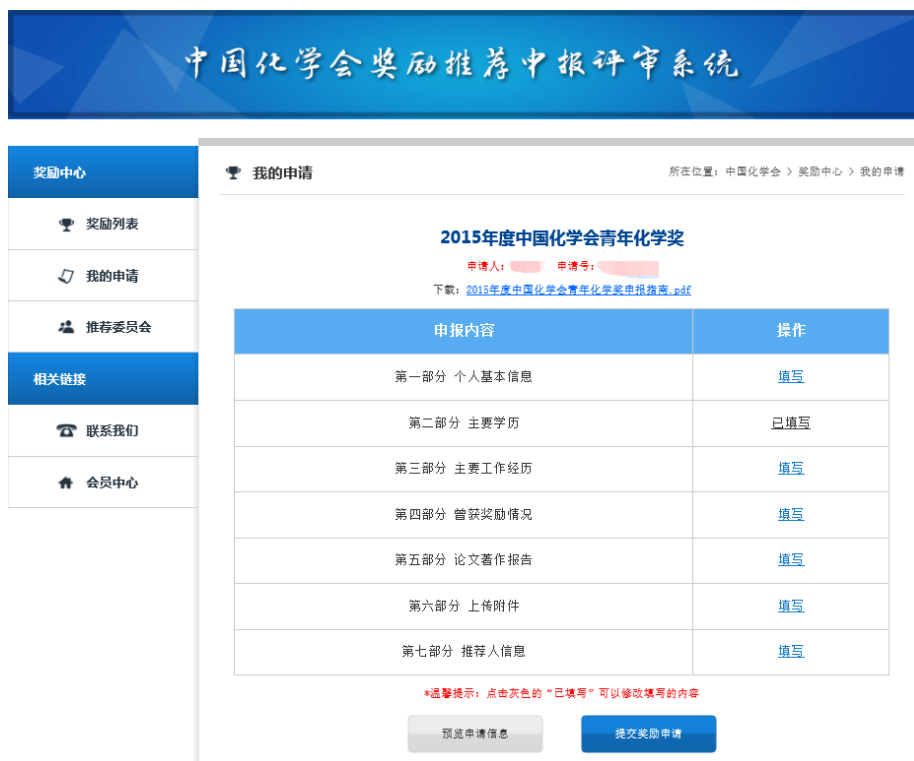 中国化学会奖励推荐申报评审系统
奖励中心
奖励列表
我的申请
推荐委员会
相关链接
联系我们
会员中心
我的申请
所在位置：中国化学会 > 奖励中心 > 我的申请
2015年度中国化学会青年化学奖
申请人： 申请号：
下载：2015年度中国化学会青年化学奖申报指南.pdf
申报内容 操作
第一部分 个人基本信息 填写
第二部分 主要学历 已填写
第三部分 主要工作经历 填写
第四部分 曾获奖励情况 填写
第五部分 论文著作报告 填写
第六部分 上传附件 填写
第七部分 推荐人信息 填写
*温馨提示：点击灰色的“已填写”可以修改填写的内容
预览申请信息 提交奖励申请